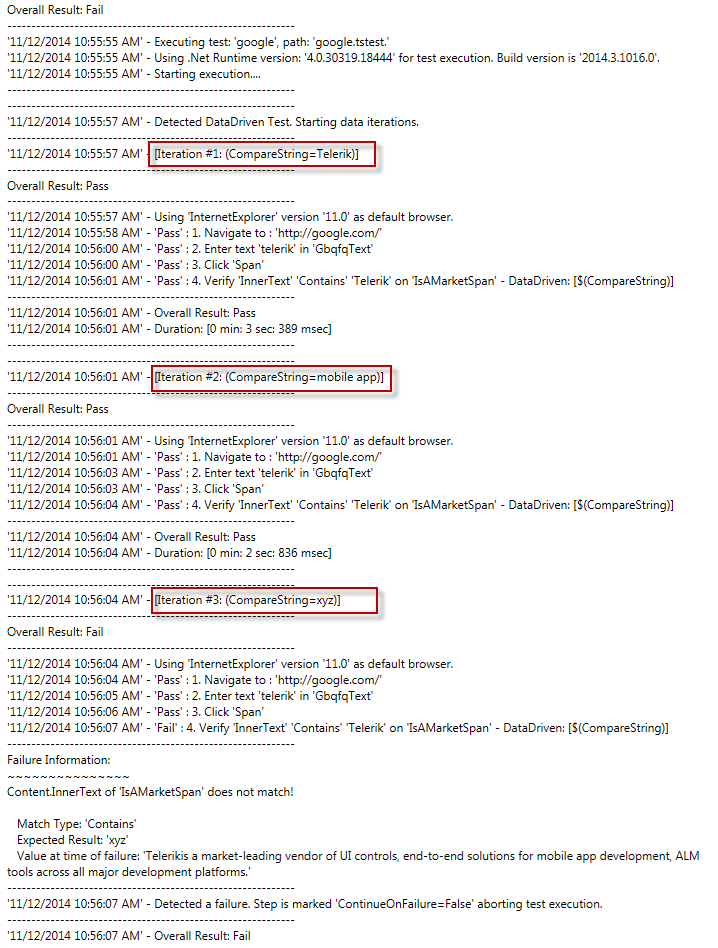 Overall Result: Fail
------------------------------------------------------------
'11/12/2014 10:55:55 AM' - Executing test: 'google', path: 'google.tstest.'
'11/12/2014 10:55:55 AM' - Using .Net Runtime version: '4.0.30319.18444' for test execution. Build version is '2014.3.1016.0'.
'11/12/2014 10:55:55 AM' - Starting execution....
------------------------------------------------------------
------------------------------------------------------------
'11/12/2014 10:55:57 AM' - Detected DataDriven Test. Starting data iterations.
------------------------------------------------------------
'11/12/2014 10:55:57 AM' - [Iteration #1: (CompareString=Telerik)]
------------------------------------------------------------
Overall Result: Pass
------------------------------------------------------------
'11/12/2014 10:55:57 AM' - Using 'InternetExplorer' version '11.0' as default browser.
'11/12/2014 10:55:58 AM' - 'Pass' : 1. Navigate to : 'http://google.com/'
'11/12/2014 10:56:00 AM' - 'Pass' : 2. Enter text 'telerik' in 'GbqfqText'
'11/12/2014 10:56:00 AM' - 'Pass' : 3. Click 'Span'
'11/12/2014 10:56:01 AM' - 'Pass' : 4. Verify 'InnerText' 'Contains' 'Telerik' on 'IsAMarketSpan' - DataDriven: [$(CompareString)]
------------------------------------------------------------
'11/12/2014 10:56:01 AM' - Overall Result: Pass
'11/12/2014 10:56:01 AM' - Duration: [0 min: 3 sec: 389 msec]
------------------------------------------------------------
------------------------------------------------------------
'11/12/2014 10:56:01 AM' - [Iteration #2: (CompareString=mobile app)]
------------------------------------------------------------
Overall Result: Pass
------------------------------------------------------------
'11/12/2014 10:56:01 AM' - Using 'InternetExplorer' version '11.0' as default browser.
'11/12/2014 10:56:01 AM' - 'Pass' : 1. Navigate to : 'http://google.com/'
'11/12/2014 10:56:03 AM' - 'Pass' : 2. Enter text 'telerik' in 'GbqfqText'
'11/12/2014 10:56:03 AM' - 'Pass' : 3. Click 'Span'
'11/12/2014 10:56:04 AM' - 'Pass' : 4. Verify 'InnerText' 'Contains' 'Telerik' on 'IsAMarketSpan' - DataDriven: [$(CompareString)]
------------------------------------------------------------
'11/12/2014 10:56:04 AM' - Overall Result: Pass
'11/12/2014 10:56:04 AM' - Duration: [0 min: 2 sec: 836 msec]
------------------------------------------------------------
------------------------------------------------------------
'11/12/2014 10:56:04 AM' - [Iteration #3: (CompareString=xyz)]
------------------------------------------------------------
Overall Result: Fail
------------------------------------------------------------
'11/12/2014 10:56:04 AM' - Using 'InternetExplorer' version '11.0' as default browser.
'11/12/2014 10:56:04 AM' - 'Pass' : 1. Navigate to : 'http://google.com/'
'11/12/2014 10:56:05 AM' - 'Pass' : 2. Enter text 'telerik' in 'GbqfqText'
'11/12/2014 10:56:06 AM' - 'Pass' : 3. Click 'Span'
'11/12/2014 10:56:07 AM' - 'Fail' : 4. Verify 'InnerText' 'Contains' 'Telerik' on 'IsAMarketSpan' - DataDriven: [$(CompareString)]
------------------------------------------------------------
Failure Information:
~~~~~~~~~~~~~~~
Content.InnerText of 'IsAMarketSpan' does not match!
Match Type: 'Contains'
Expected Result: 'xyz'
Value at time of failure: 'Telerikis a market-leading vendor of UI controls, end-to-end solutions for mobile app development, ALM
tools across all major development platforms.'
------------------------------------------------------------
'11/12/2014 10:56:07 AM' - Detected a failure. Step is marked 'ContinueOnFailure=False' aborting test execution.
------------------------------------------------------------
'11/12/2014 10:56:07 AM' - Overall Result: Fail